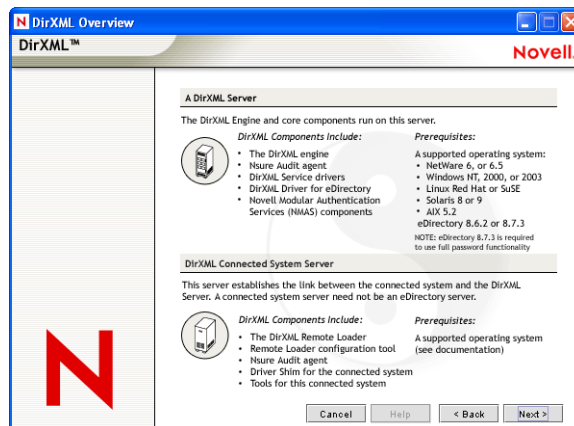 DirXML Overview
DirXML™
Novell.
A DirXML Server
The DirXML Engine and core components run on this server.
DirXML Components Include:
• The DirXML engine
• Nsure Audit agent
• DirXML Service drivers
• DirXML Driver for eDirectory
• Novell Modular Authentication
Services (NMAS) components
Prerequisites:
A supported operating system:
• NetWare 6, or 6.5
• Windows NT, 2000, or 2003
• Linux Red Hat or SuSE
• Solaris 8 or 9
• AIX 5.2
eDirectory 8.6.2 or 8.7.3
NOTE: eDirectory 8.7.3 is required
to use full password functionality
DirXML Connected System Server
This server establishes the link between the connected system and the DirXML
Server. A connected system server need not be an eDirectory server.
DirXML Components Include:
• The DirXML Remote Loader
• Remote Loader configuration tool
• Nsure Audit agent
• Driver Shim for the connected system
• Tools for this connected system
Prerequisites:
A supported operating system
(see documentation)
N
Cancel Help < Back Next >